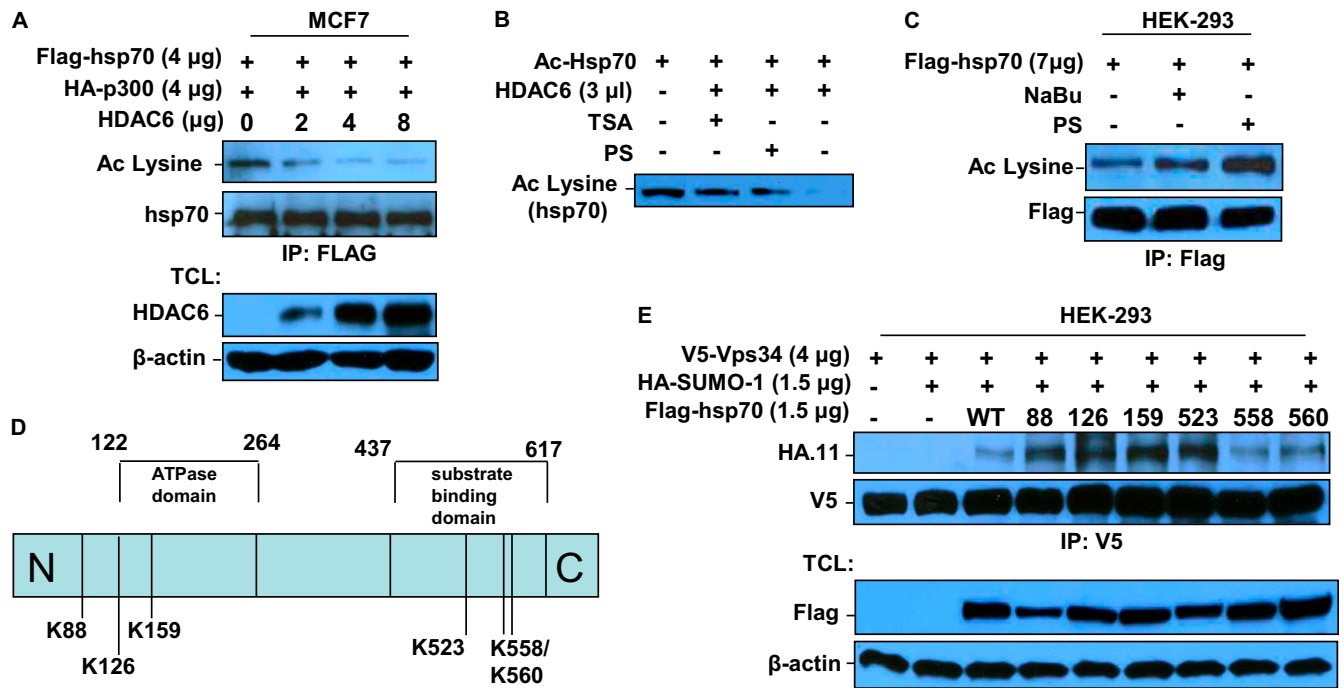 A
MCF7
Flag-hsp70 (4 µg) + + + +
HA-p300 (4 µg) + + + +
HDAC6 (µg) 0 2 4 8
Ac Lysine
hsp70
IP: FLAG
TCL:
HDAC6
β-actin
B
Ac-Hsp70 + + + +
HDAC6 (3 µl) - + + +
TSA - + - -
PS - - + -
Ac Lysine
(hsp70)
C
HEK-293
Flag-hsp70 (7µg) + + +
NaBu - + -
PS - - +
Ac Lysine
Flag
IP: Flag
D
122 264 437 617
ATPase
domain
substrate
binding
domain
N C
K88 K159 K523 K558/
K126 K560
E
HEK-293
V5-Vps34 (4 µg) + + + + + + + +
HA-SUMO-1 (1.5 µg) - + + + + + + + +
Flag-hsp70 (1.5 µg) - - WT 88 126 159 523 558 560
HA.11
V5
IP: V5
TCL:
Flag
β-actin